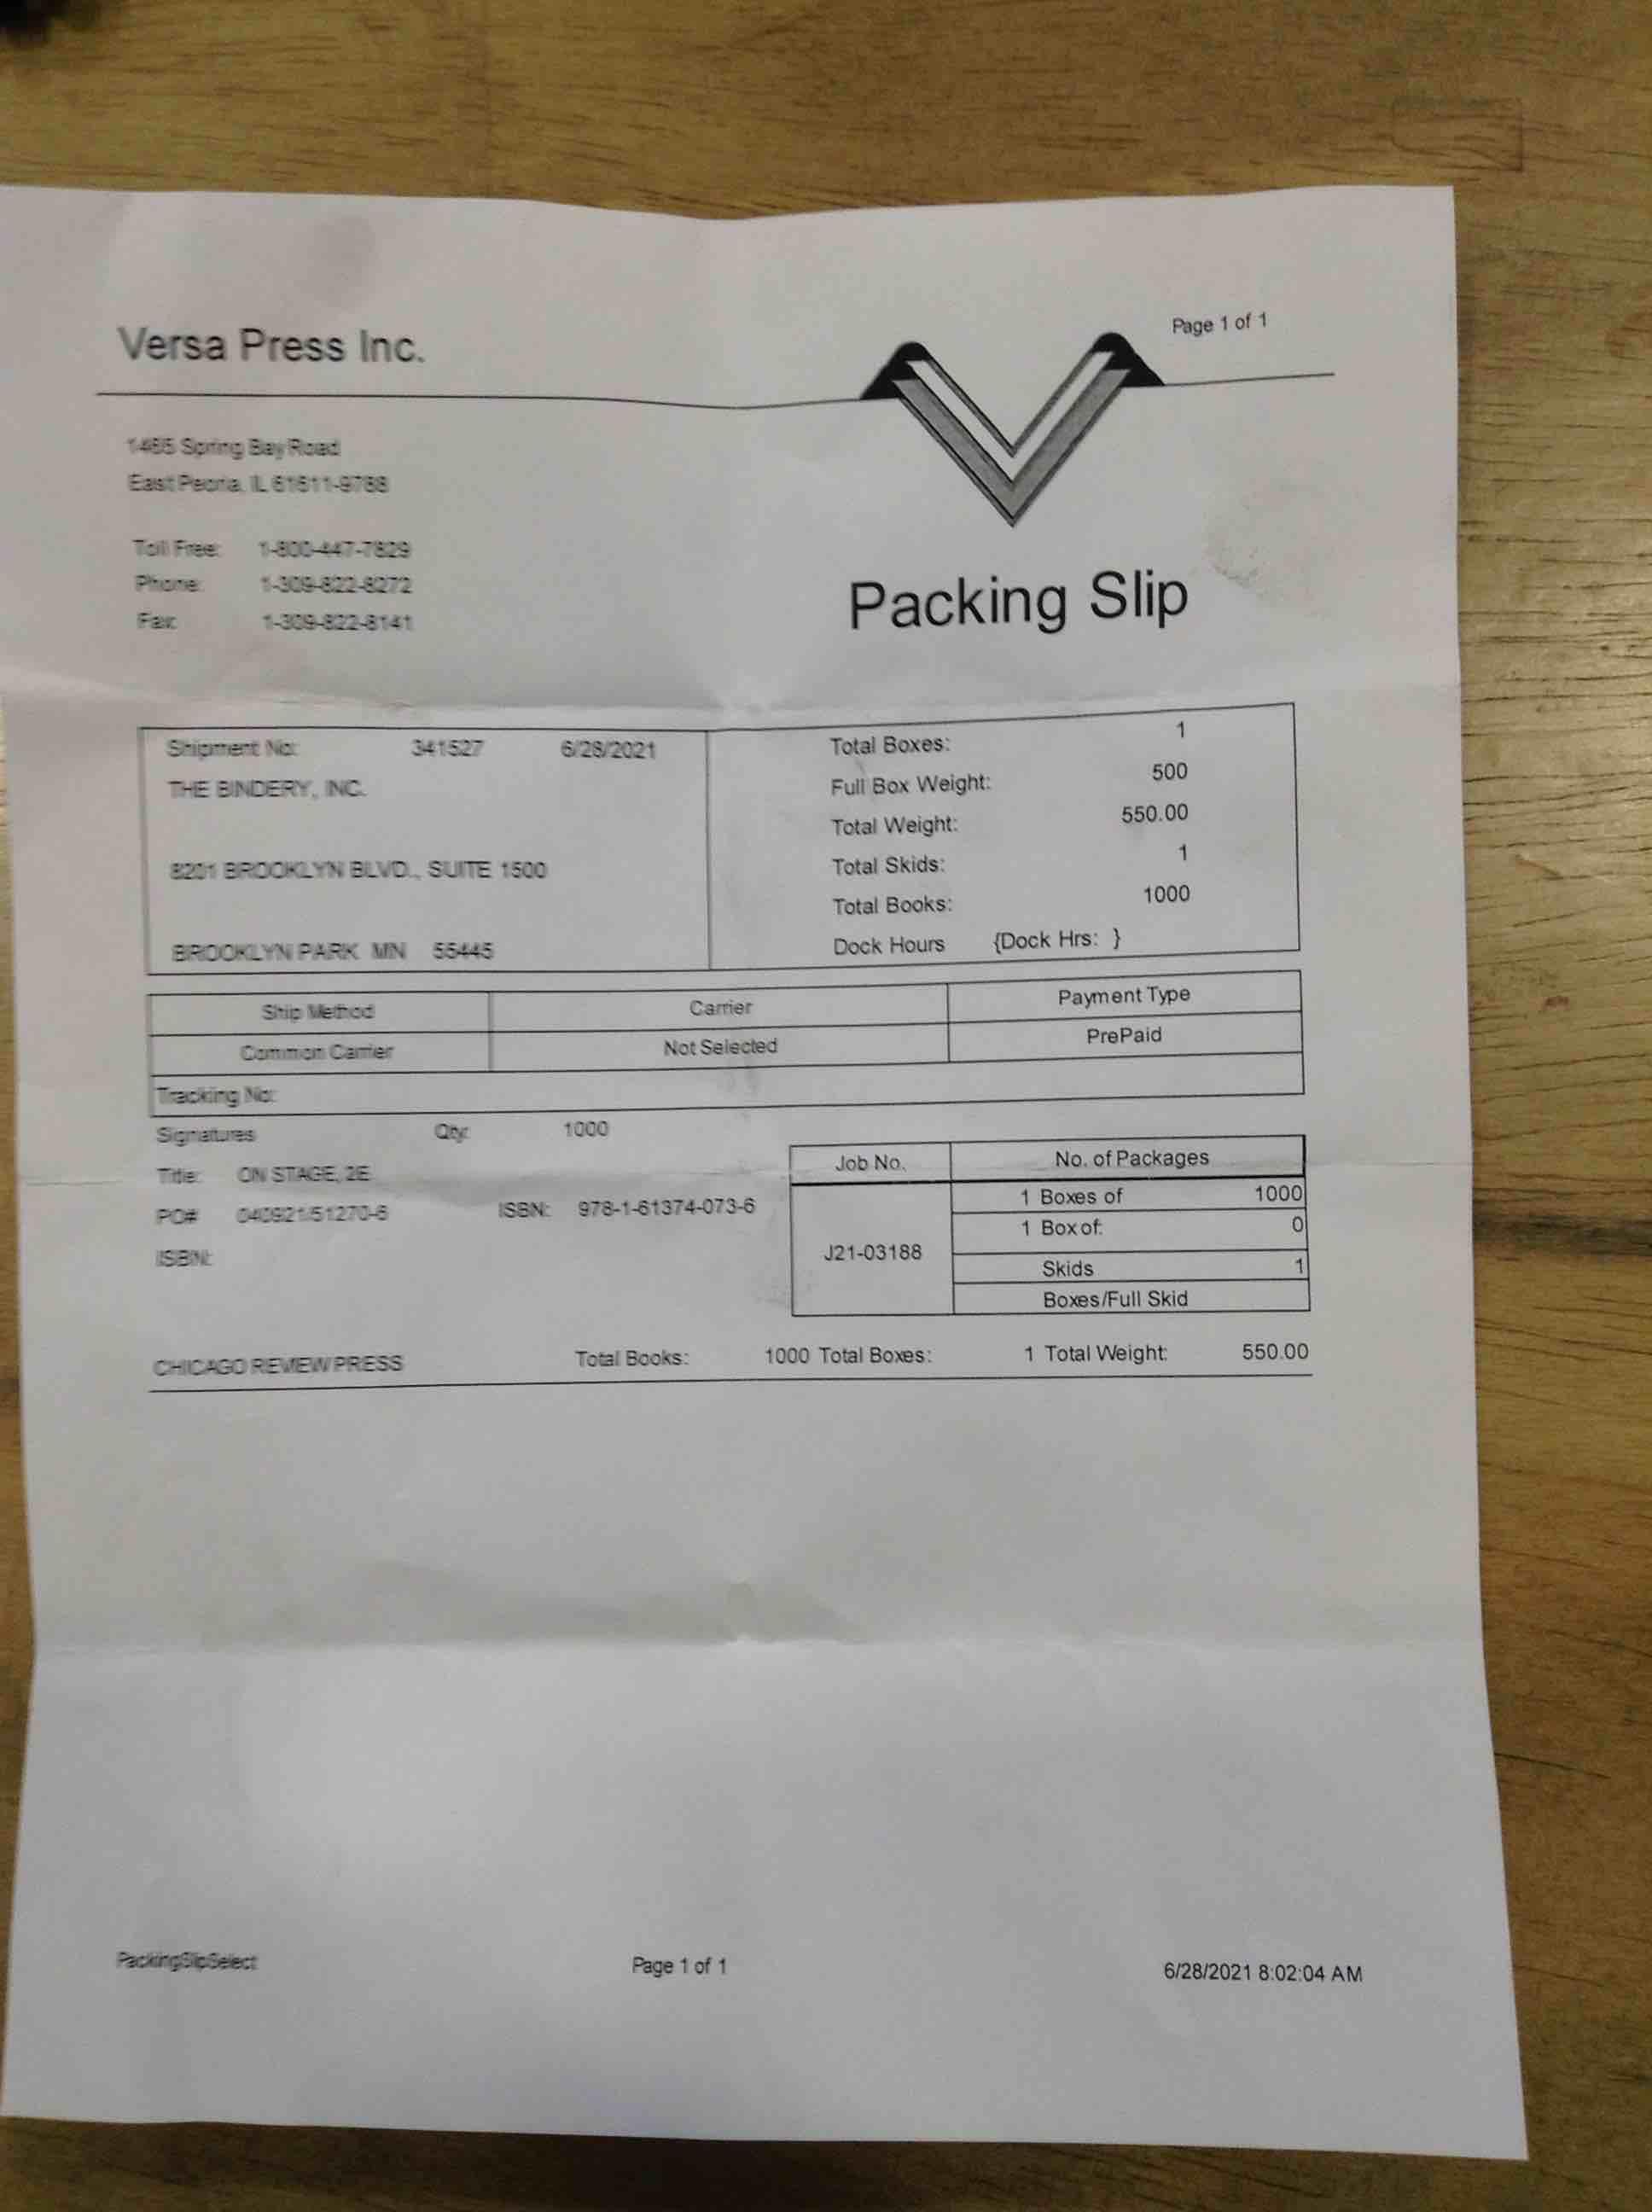 Page 1 of 1
Versa Press Inc.
1465 Spring Bay Road
East Peoria, IL 61611-9788
Toll Free: 1-800-447-7829
Phone: 1-309-822-8272
Fax: 1-309-822-8141
Packing Slip
Shipment No: 341527 6/28/2021
THE BINDERY, INC.
8201 BROOKLYN BLVD., SUITE 1500
BROOKLYN PARK MN 55445
Total Boxes: 1
Full Box Weight: 500
Total Weight: 550.00
Total Skids: 1
Total Books: 1000
Dock Hours {Dock Hrs: }
Ship Method Carrier Payment Type
Common Carrier Not Selected PrePaid
Tracking No:
Signatures Qty: 1000
Title: ON STAGE, 2E
PO# 040921/51270-6 ISBN: 978-1-61374-073-6
ISBN:
Job No. No. of Packages
J21-03188
1 Boxes of 1000
1 Box of: 0
Skids 1
Boxes/Full Skid
CHICAGO REVIEW PRESS Total Books: 1000 Total Boxes: 1 Total Weight: 550.00
PackingSlipSelect Page 1 of 1 6/28/2021 8:02:04 AM